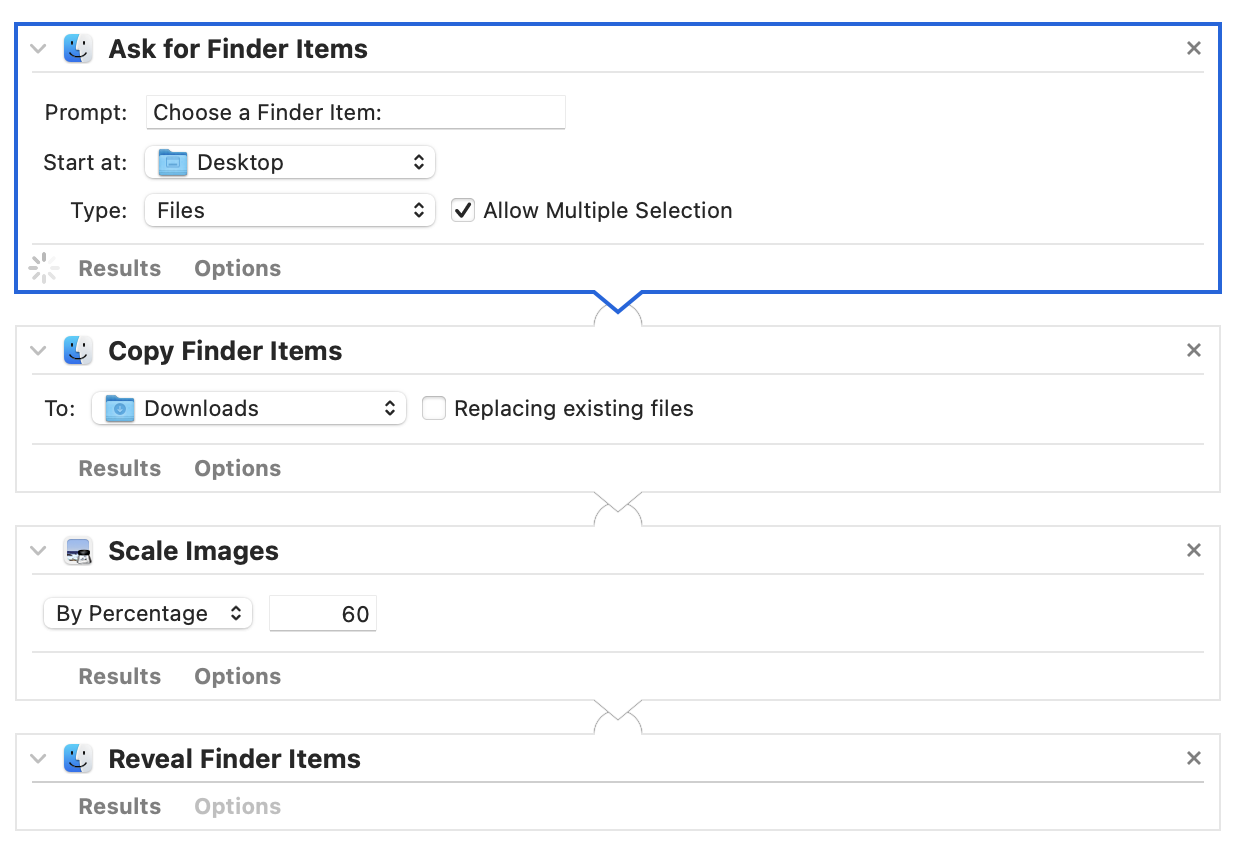 Ask for Finder Items
Prompt: Choose a Finder Item:
Start at: Desktop
Type: Files Allow Multiple Selection
Results Options
Copy Finder Items
To: Downloads Replacing existing files
Results Options
Scale Images
By Percentage 60
Results Options
Reveal Finder Items
Results Options